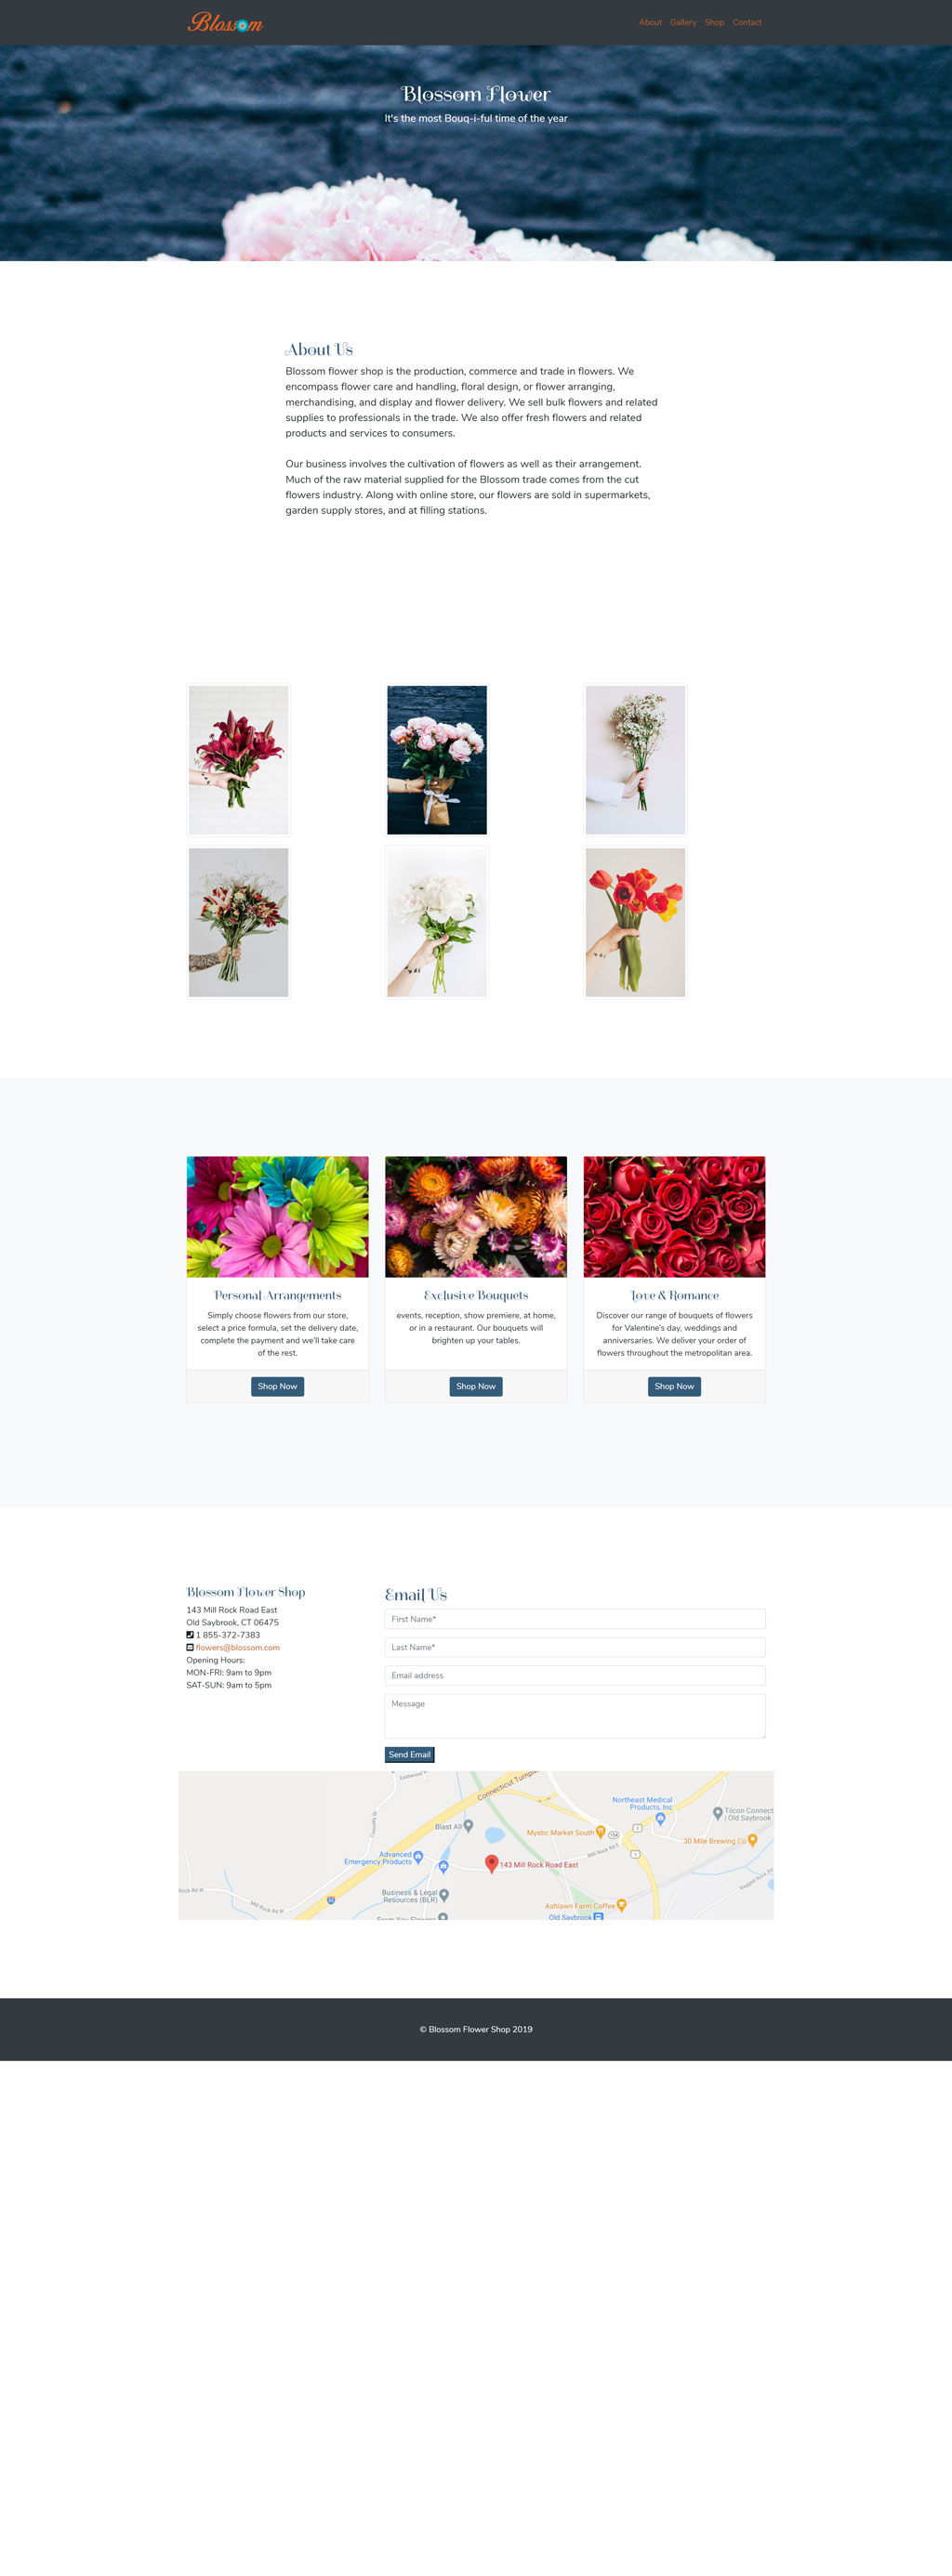 Blossom
About Gallery Shop Contact
Blossom Flower
It's the most Bouq-i-ful time of the year
About Us
Blossom flower shop is the production, commerce and trade in flowers. We
encompass flower care and handling, floral design, or flower arranging,
merchandising, and display and flower delivery. We sell bulk flowers and related
supplies to professionals in the trade. We also offer fresh flowers and related
products and services to consumers.
Our business involves the cultivation of flowers as well as their arrangement.
Much of the raw material supplied for the Blossom trade comes from the cut
flowers industry. Along with online store, our flowers are sold in supermarkets,
garden supply stores, and at filling stations.
Personal Arrangements
Simply choose flowers from our store,
select a price formula, set the delivery date,
complete the payment and we'll take care
of the rest.
Shop Now
Exclusive Bouquets
events, reception, show premiere, at home,
or in a restaurant. Our bouquets will
brighten up your tables.
Shop Now
Love & Romance
Discover our range of bouquets of flowers
for Valentine's day, weddings and
anniversaries. We deliver your order of
flowers throughout the metropolitan area.
Shop Now
Blossom Flower Shop
143 Mill Rock Road East
Old Saybrook, CT 06475
1 855-372-7383
flowers@blossom.com
Opening Hours:
MON-FRI: 9am to 9pm
SAT-SUN: 9am to 5pm
Email Us
First Name*
Last Name*
Email address
Message
Send Email
Connecticut Turnpi
Northeast Medical
Products, Inc
Tilcon Connect
| Old Saybrook
Blast All
Mystic Market South
154
1
30 Mile Brewing Co
Mill Rock Rd E
1
Advanced
Emergency Products
143 Mill Rock Road East
Business & Legal
Resources (BLR)
ock Rd W
Mill Rock Rd W
Ashlawn Farm Coffee
From You Flowers
Old Saybrook
© Blossom Flower Shop 2019